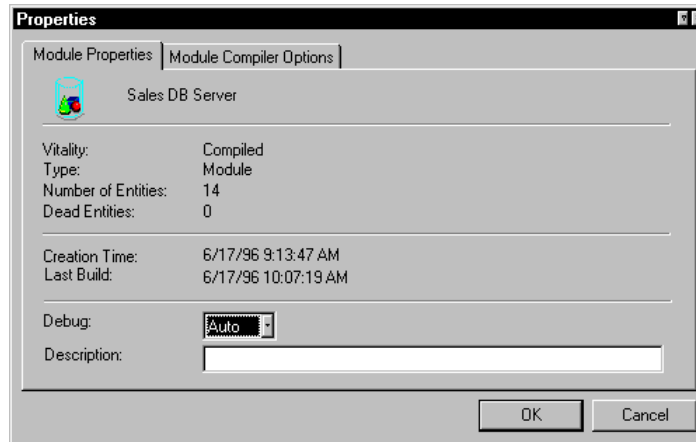 Properties
Module Properties Module Compiler Options
Sales DB Server
Vitality: Compiled
Type: Module
Number of Entities: 14
Dead Entities: 0
Creation Time: 6/17/96 9:13:47 AM
Last Build: 6/17/96 10:07:19 AM
Debug: Auto
Description:
OK Cancel